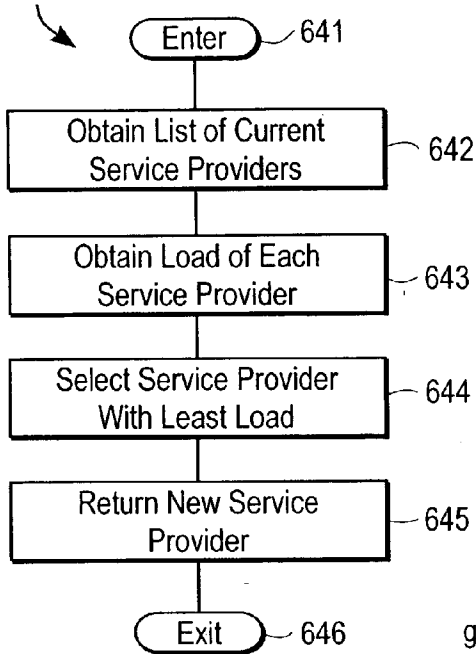 Enter
641
Obtain List of Current
Service Providers
642
Obtain Load of Each
Service Provider
643
Select Service Provider
With Least Load
644
Return New Service
Provider
645
Exit
646
g